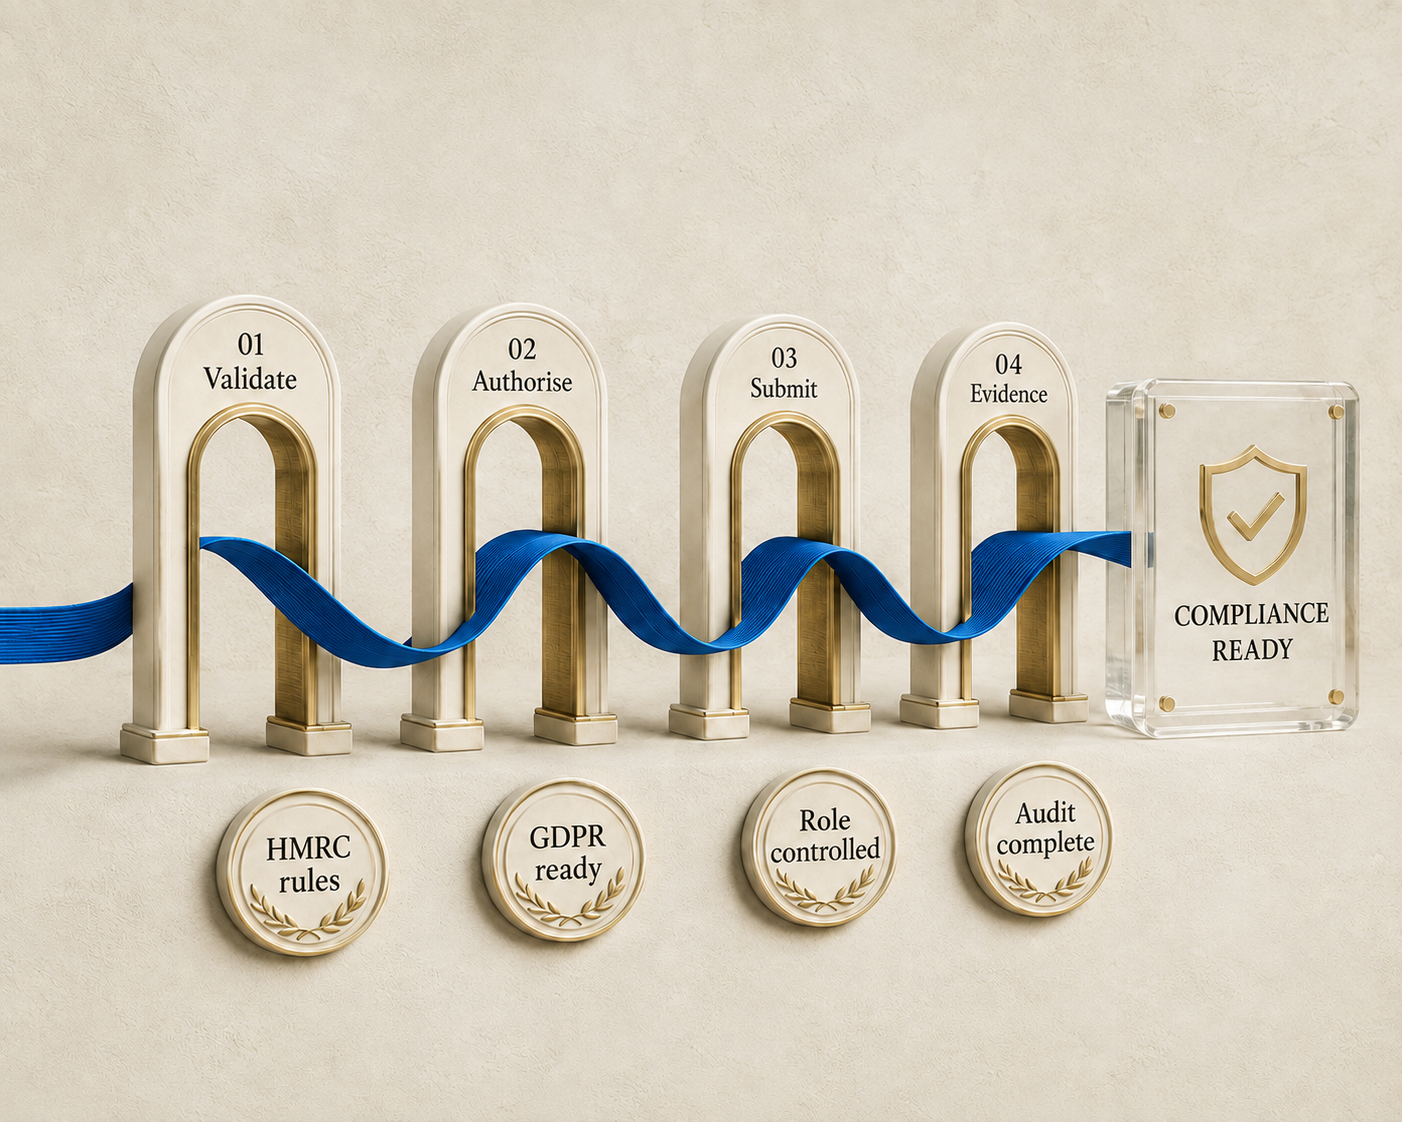 01
Validate
02
Authorise
03
Submit
04
Evidence
COMPLIANCE
READY
HMRC
rules
GDPR
ready
Role
controlled
Audit
complete